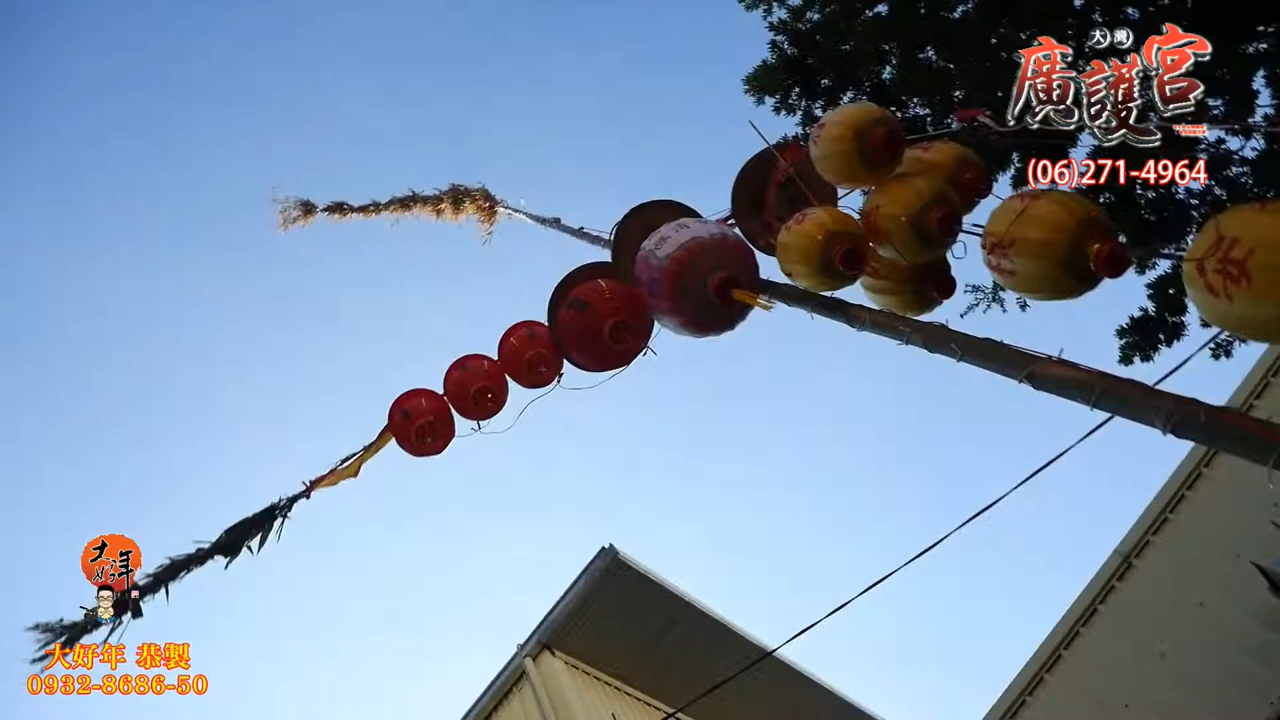 大灣
廣護宮
(06)271-4964
大好年
大好年 恭製
0932-8686-50